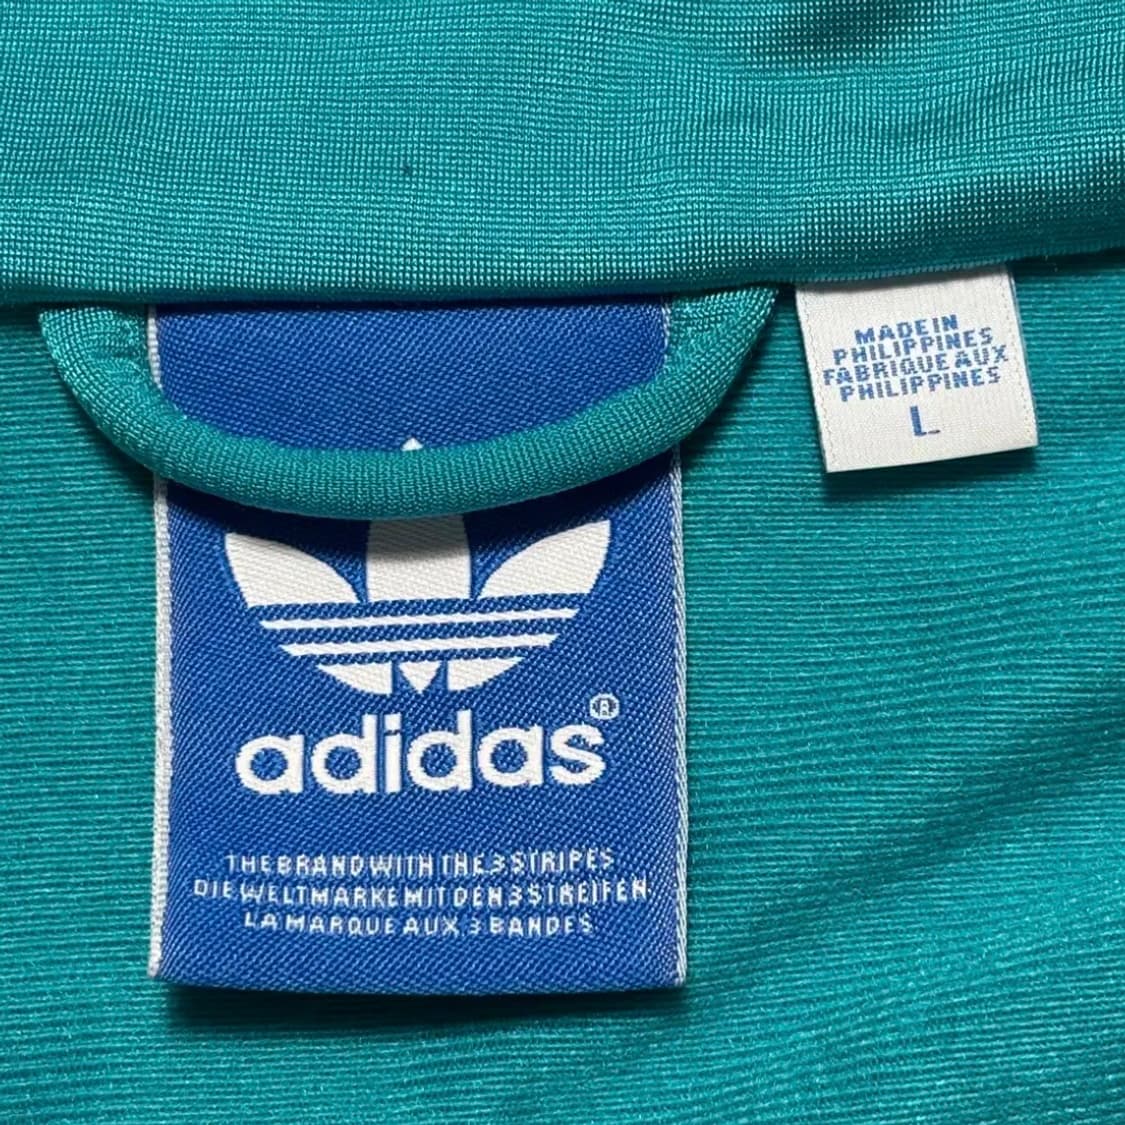 MADE IN
PHILIPPINES
FABRIQUE AUX
PHILIPPINES
L
adidas®
THE BRAND WITH THE 3 STRIPES
DIE WELTMARKE MIT DEN 3 STREIFEN
LA MARQUE AUX 3 BANDES